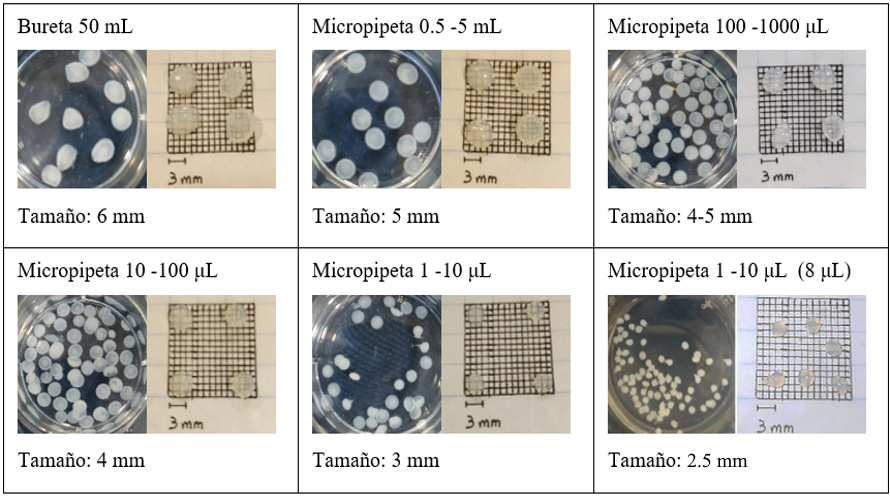 Bureta 50 mL
3 mm
Tamaño: 6 mm
Micropipeta 0.5 -5 mL
3 mm
Tamaño: 5 mm
Micropipeta 100 -1000 µL
3 mm
Tamaño: 4-5 mm
Micropipeta 10 -100 µL
3 mm
Tamaño: 4 mm
Micropipeta 1 -10 µL
3 mm
Tamaño: 3 mm
Micropipeta 1 -10 µL (8 µL)
3 mm
Tamaño: 2.5 mm